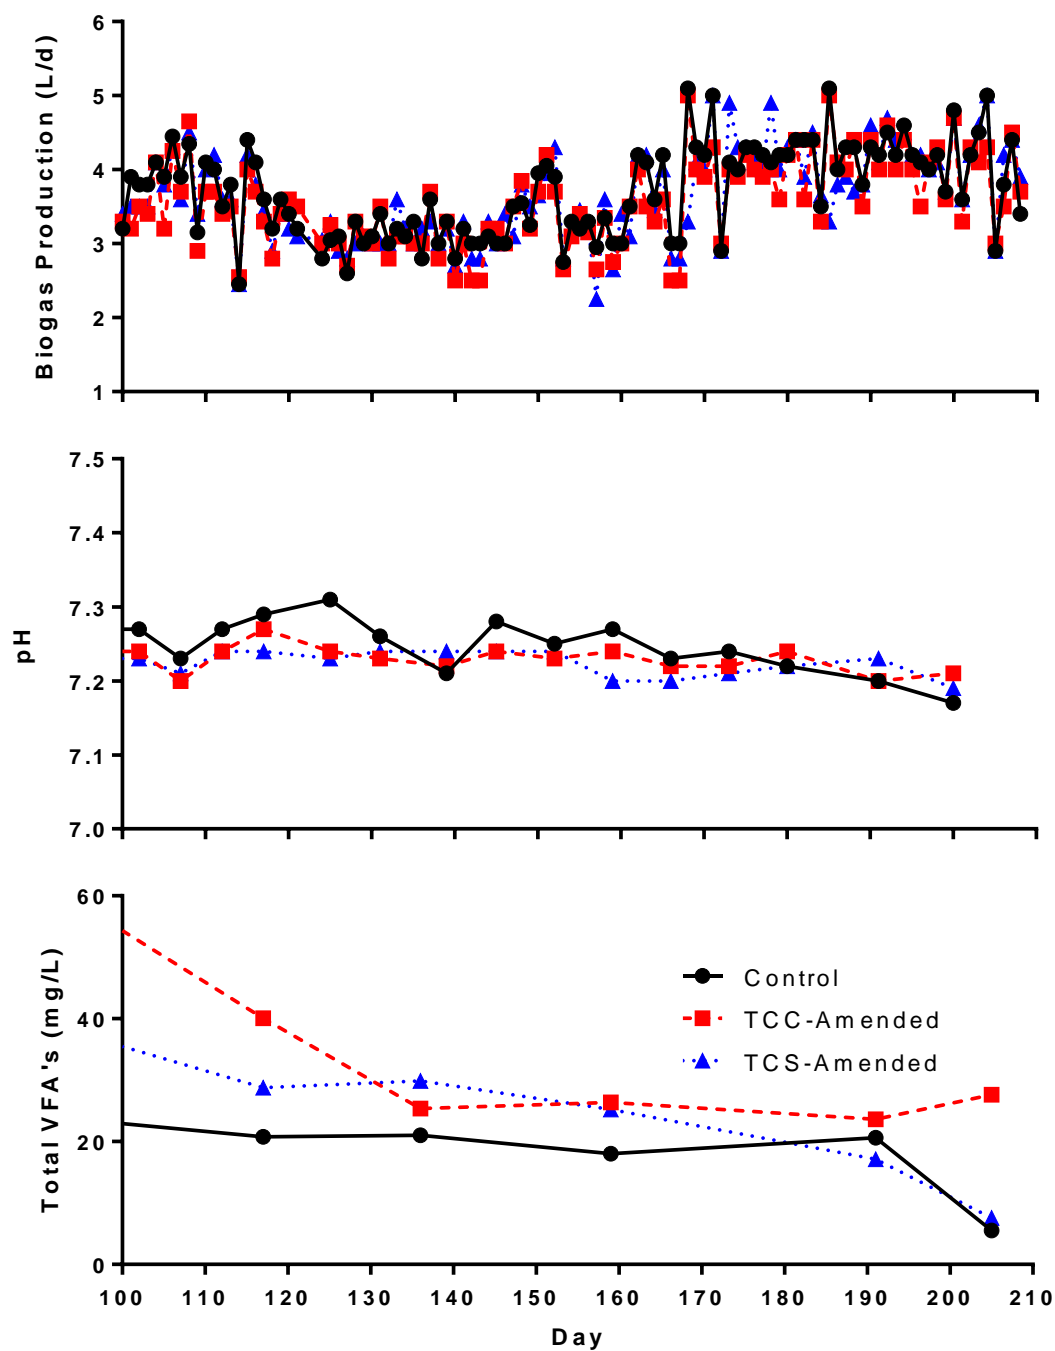 Biogas Production (L/d)
6
5
4
3
2
1
pH
7.5
7.4
7.3
7.2
7.1
7.0
Total VFA's (mg/L)
60
40
20
0
Control
TCC-Amended
TCS-Amended
100 110 120 130 140 150 160 170 180 190 200 210
Day